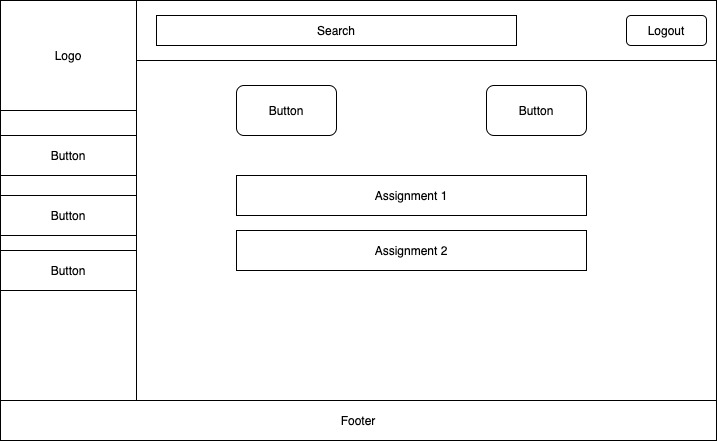 Logo
Search
Logout
Button
Button
Button
Button
Button
Assignment 1
Assignment 2
Footer